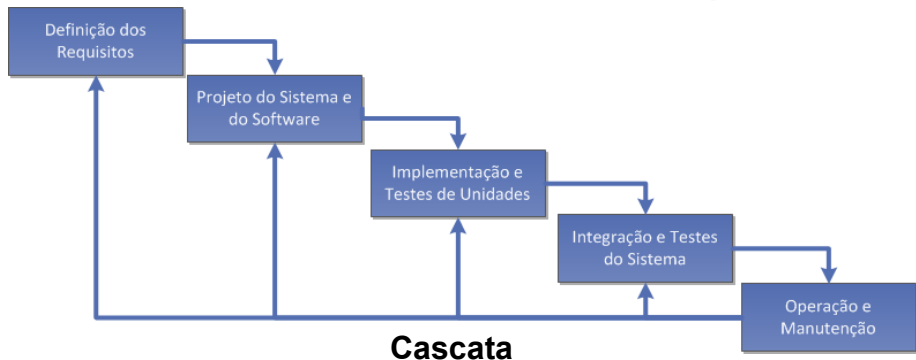 Definição dos
Requisitos
Projeto do Sistema e
do Software
Implementação e
Testes de Unidades
Integração e Testes
do Sistema
Operação e
Manutenção
Cascata